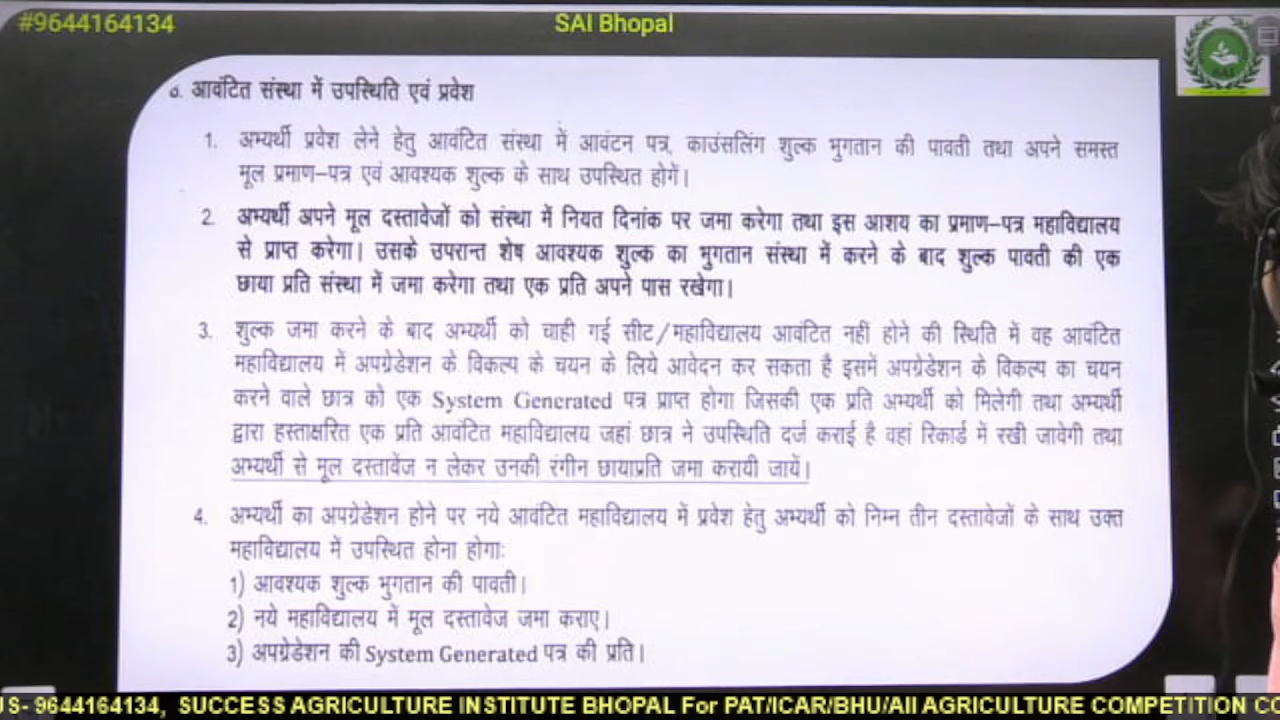 #9644164134
SAI Bhopal
SAI
a. आवंटित संस्था में उपस्थिति एवं प्रवेश
1. अभ्यर्थी प्रवेश लेने हेतु आवंटित संस्था में आवंटन पत्र, काउंसलिंग शुल्क भुगतान की पावती तथा अपने समस्त
मूल प्रमाण–पत्र एवं आवश्यक शुल्क के साथ उपस्थित होगें।
2. अभ्यर्थी अपने मूल दस्तावेजों को संस्था में नियत दिनांक पर जमा करेगा तथा इस आशय का प्रमाण–पत्र महाविद्यालय
से प्राप्त करेगा। उसके उपरान्त शेष आवश्यक शुल्क का भुगतान संस्था में करने के बाद शुल्क पावती की एक
छाया प्रति संस्था में जमा करेगा तथा एक प्रति अपने पास रखेगा।
3. शुल्क जमा करने के बाद अभ्यर्थी को चाही गई सीट/महाविद्यालय आवंटित नहीं होने की स्थिति में वह आवंटित
महाविद्यालय में अपग्रेडेशन के विकल्प के चयन के लिये आवेदन कर सकता है इसमें अपग्रेडेशन के विकल्प का चयन
करने वाले छात्र को एक System Generated पत्र प्राप्त होगा जिसकी एक प्रति अभ्यर्थी को मिलेगी तथा अभ्यर्थी
द्वारा हस्ताक्षरित एक प्रति आवंटित महाविद्यालय जहां छात्र ने उपस्थिति दर्ज कराई है वहां रिकार्ड में रखी जावेगी तथा
अभ्यर्थी से मूल दस्तावेंज न लेकर उनकी रंगीन छायाप्रति जमा करायी जायें।
4. अभ्यर्थी का अपग्रेडेशन होने पर नये आवंटित महाविद्यालय में प्रवेश हेतु अभ्यर्थी को निम्न तीन दस्तावेजों के साथ उक्त
महाविद्यालय में उपस्थित होना होगा:
1) आवश्यक शुल्क भुगतान की पावती।
2) नये महाविद्यालय में मूल दस्तावेज जमा कराए।
3) अपग्रेडेशन की System Generated पत्र की प्रति।
US- 9644164134, SUCCESS AGRICULTURE INSTITUTE BHOPAL For PAT/ICAR/BHU/All AGRICULTURE COMPETITION CO